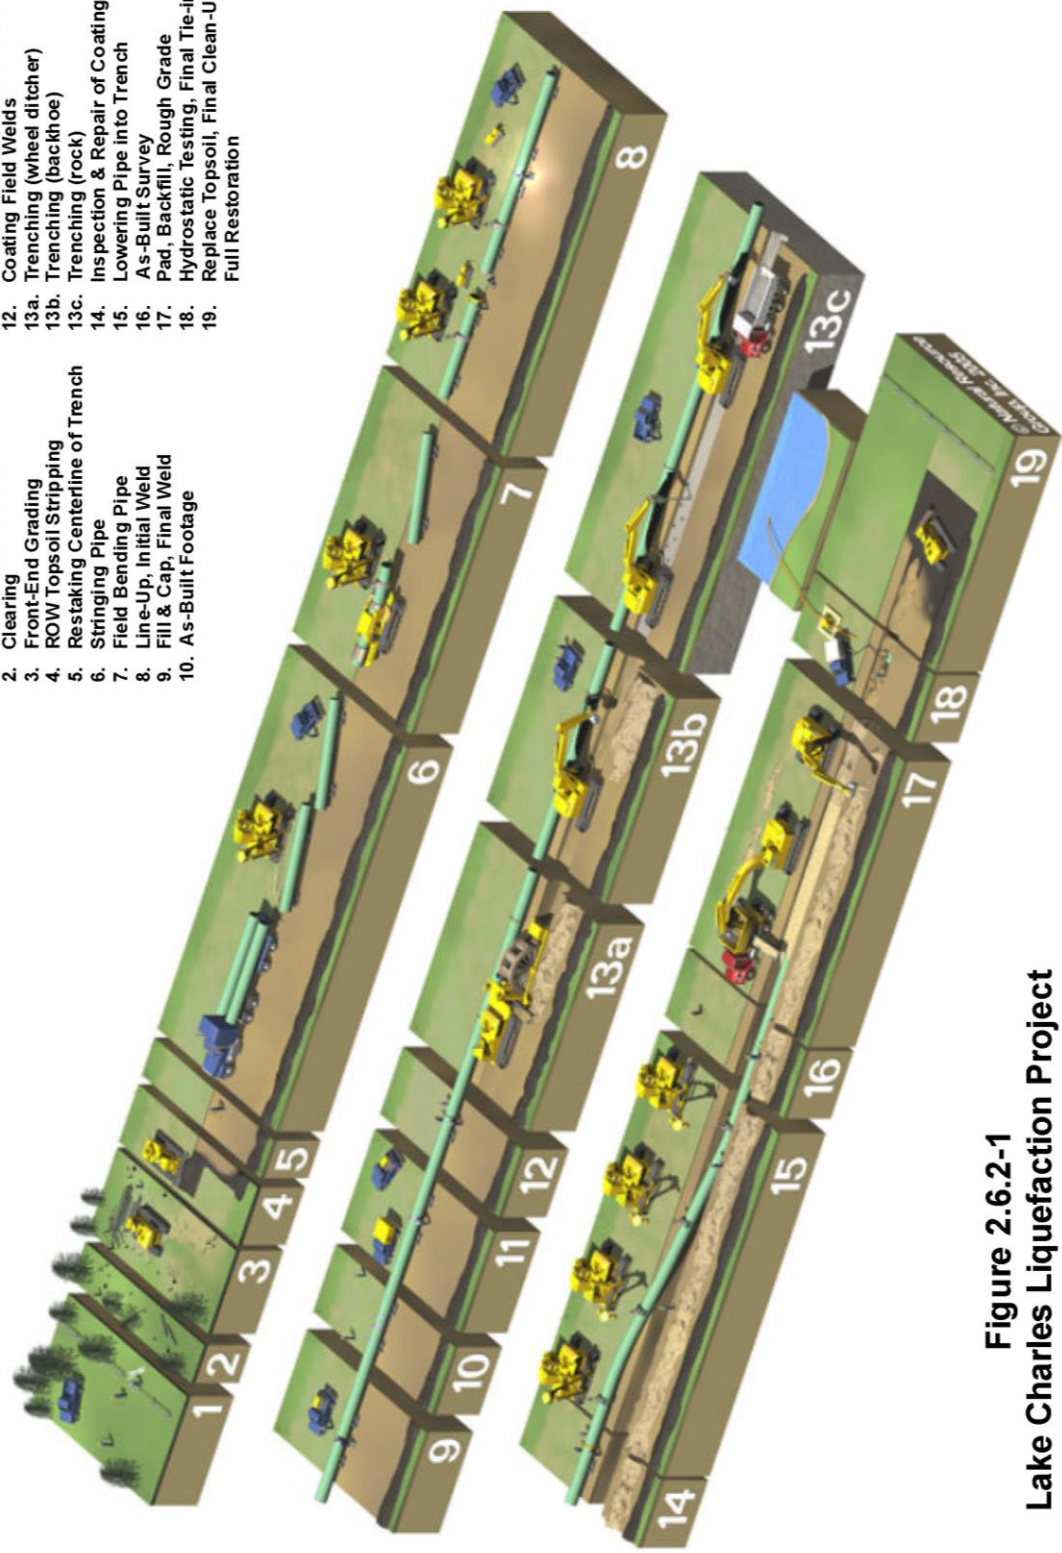 2. Clearing
3. Front-End Grading
4. ROW Topsoil Stripping
5. Restaking Centerline of Trench
6. Stringing Pipe
7. Field Bending Pipe
8. Line-Up, Initial Weld
9. Fill & Cap, Final Weld
10. As-Built Footage
12. Coating Field Welds
13a. Trenching (wheel ditcher)
13b. Trenching (backhoe)
13c. Trenching (rock)
14. Inspection & Repair of Coating
15. Lowering Pipe into Trench
16. As-Built Survey
17. Pad, Backfill, Rough Grade
18. Hydrostatic Testing, Final Tie-i
19. Replace Topsoil, Final Clean-U
Full Restoration
1
2
3
4
5
6
7
8
9
10
11
12
13a
13b
13c
14
15
16
17
18
19
© Natural Resource
Group, Inc. 2005
Figure 2.6.2-1
Lake Charles Liquefaction Project